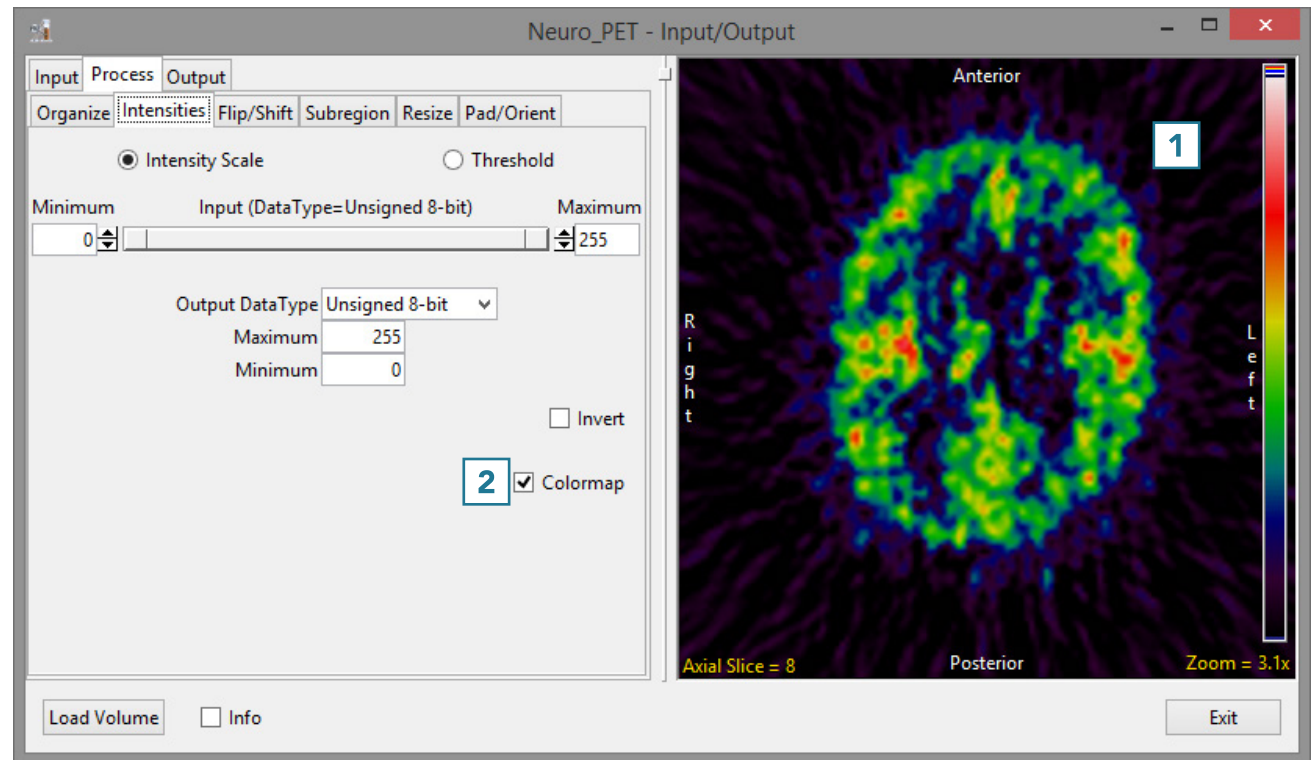 Neuro_PET - Input/Output
Input Process Output
Organize Intensities Flip/Shift Subregion Resize Pad/Orient
Intensity Scale Threshold
Minimum Input (DataType=Unsigned 8-bit) Maximum
0 255
Output DataType Unsigned 8-bit
Maximum 255
Minimum 0
Invert
2 Colormap
Load Volume Info
Anterior
1
Right
Left
Axial Slice = 8 Posterior Zoom = 3.1x
Exit